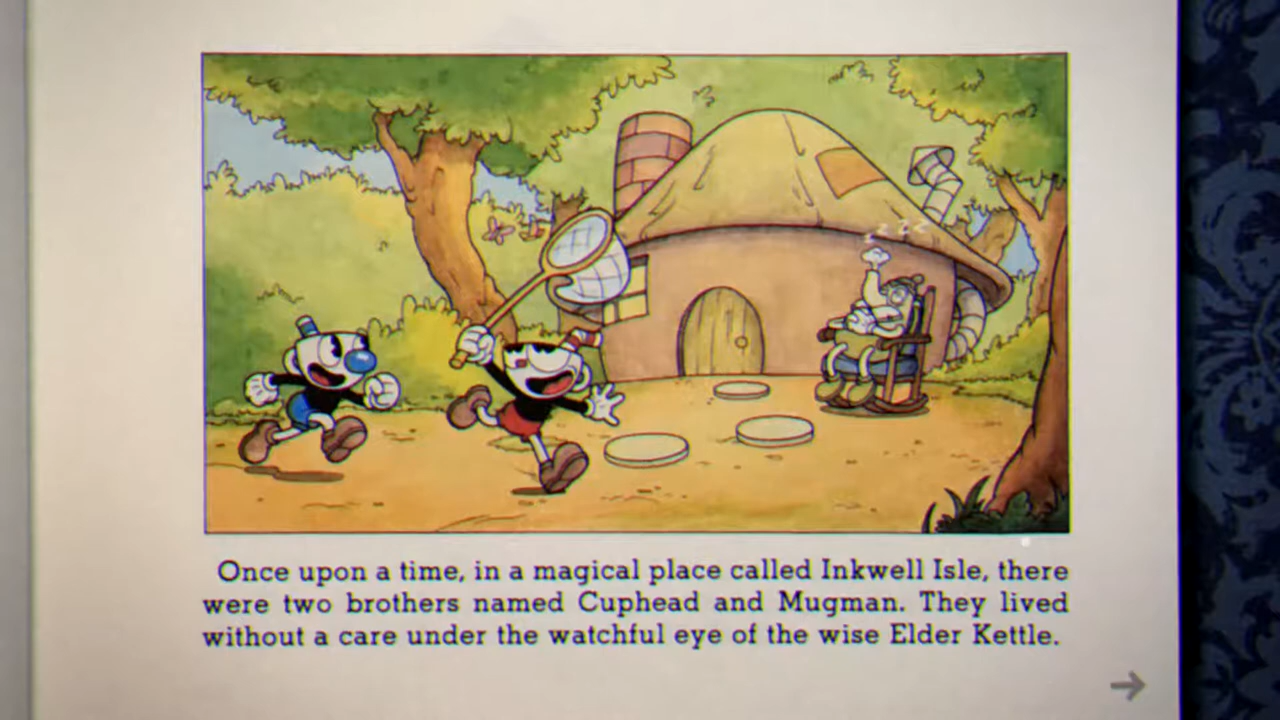 z z z z
Once upon a time, in a magical place called Inkwell Isle, there
were two brothers named Cuphead and Mugman. They lived
without a care under the watchful eye of the wise Elder Kettle.